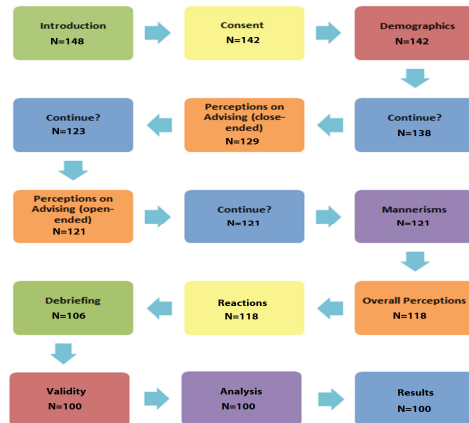 Introduction
N=148
Consent
N=142
Demographics
N=142
Continue?
N=138
Perceptions on
Advising (close-
ended)
N=129
Continue?
N=123
Perceptions on
Advising (open-
ended)
N=121
Continue?
N=121
Mannerisms
N=121
Overall Perceptions
N=118
Reactions
N=118
Debriefing
N=106
Validity
N=100
Analysis
N=100
Results
N=100